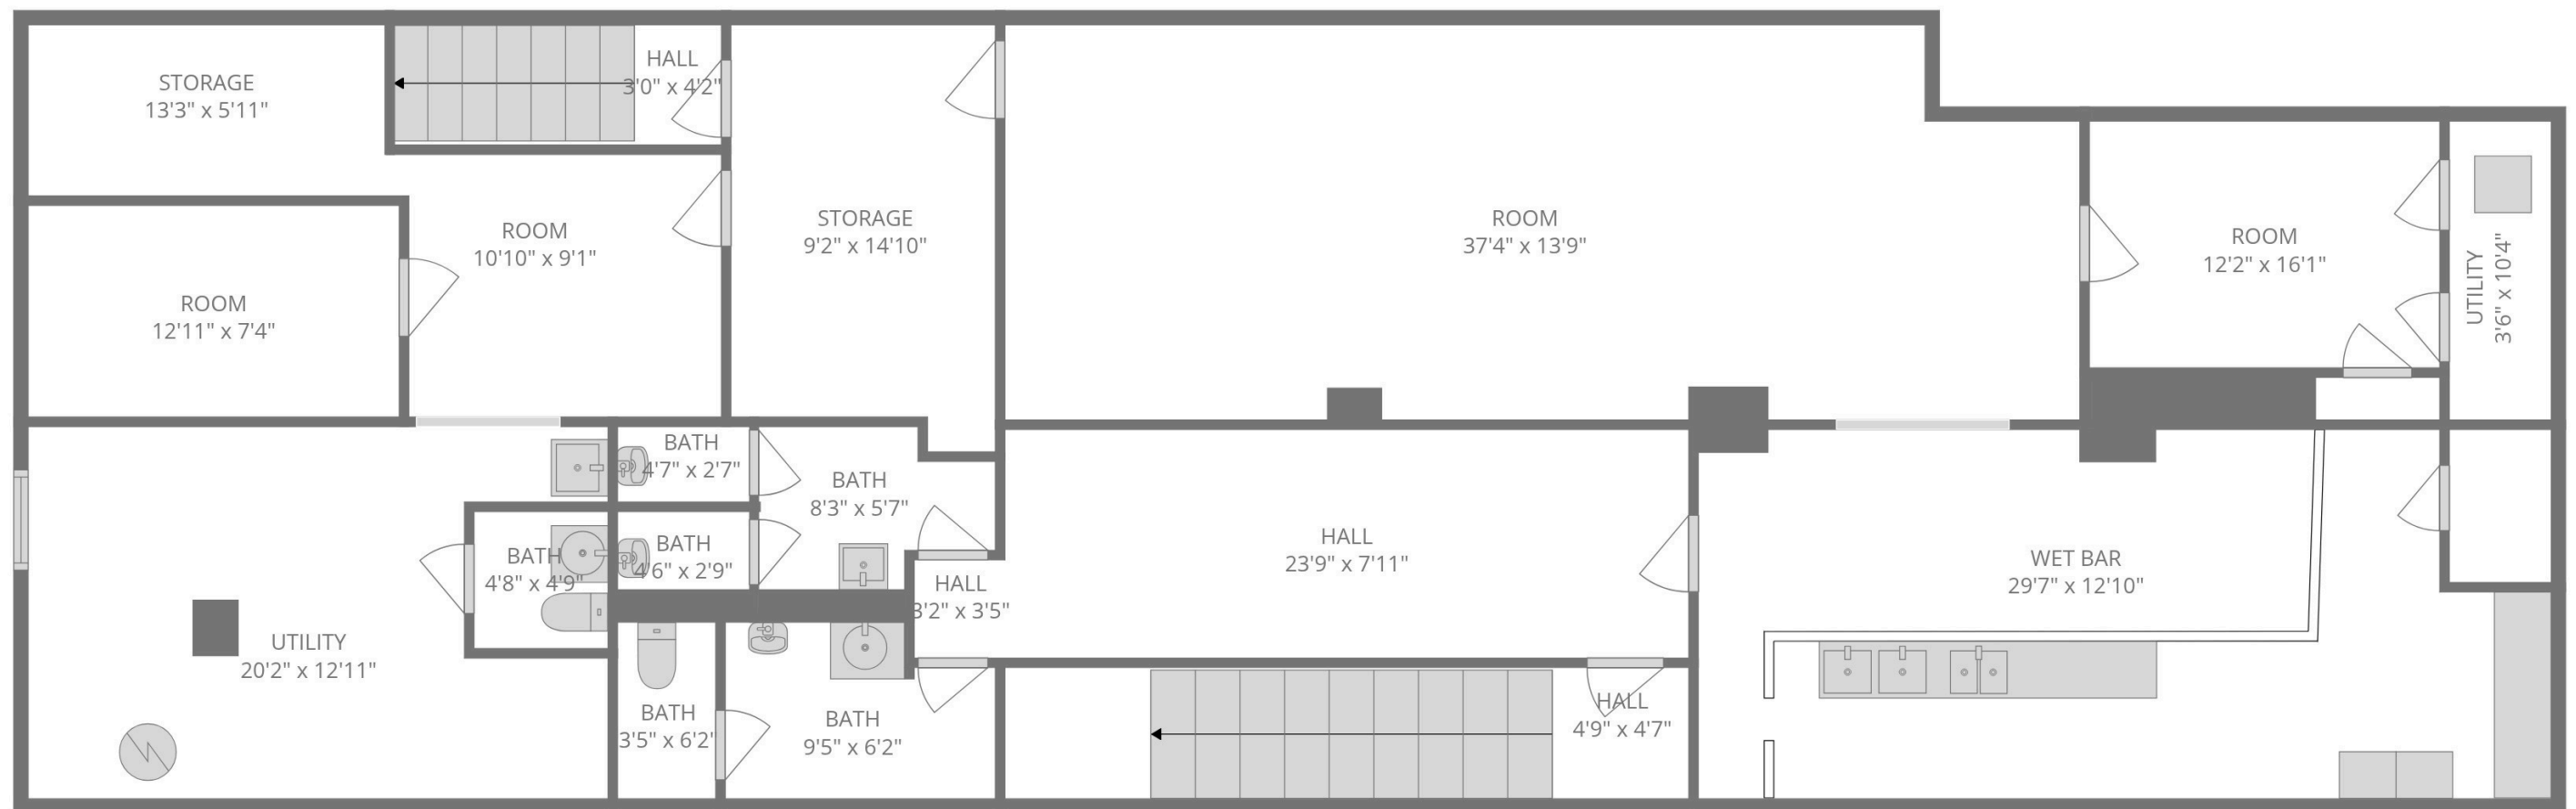 STORAGE
13'3" x 5'11"
HALL
3'0" x 4'2"
STORAGE
9'2" x 14'10"
ROOM
37'4" x 13'9"
ROOM
12'2" x 16'1"
UTILITY
3'6" x 10'4"
ROOM
10'10" x 9'1"
ROOM
12'11" x 7'4"
BATH
4'7" x 2'7"
BATH
8'3" x 5'7"
BATH
4'8" x 4'9"
BATH
4'6" x 2'9"
HALL
3'2" x 3'5"
HALL
23'9" x 7'11"
WET BAR
29'7" x 12'10"
UTILITY
20'2" x 12'11"
BATH
3'5" x 6'2"
BATH
9'5" x 6'2"
HALL
4'9" x 4'7"